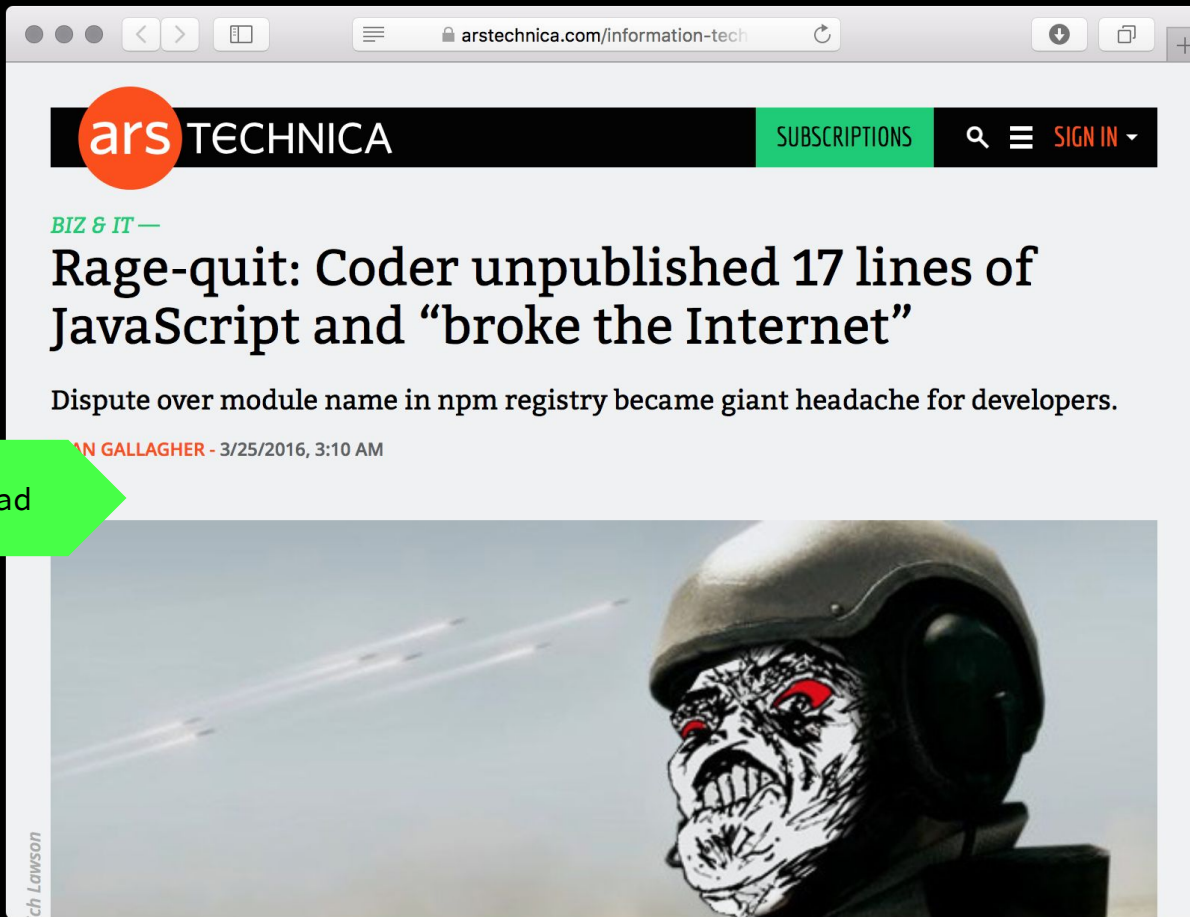 arstechnica.com/information-tech
ars TECHNICA
SUBSCRIPTIONS
SIGN IN
BIZ & IT —
Rage-quit: Coder unpublished 17 lines of
JavaScript and “broke the Internet”
Dispute over module name in npm registry became giant headache for developers.
GALLAGHER - 3/25/2016, 3:10 AM
Lawson